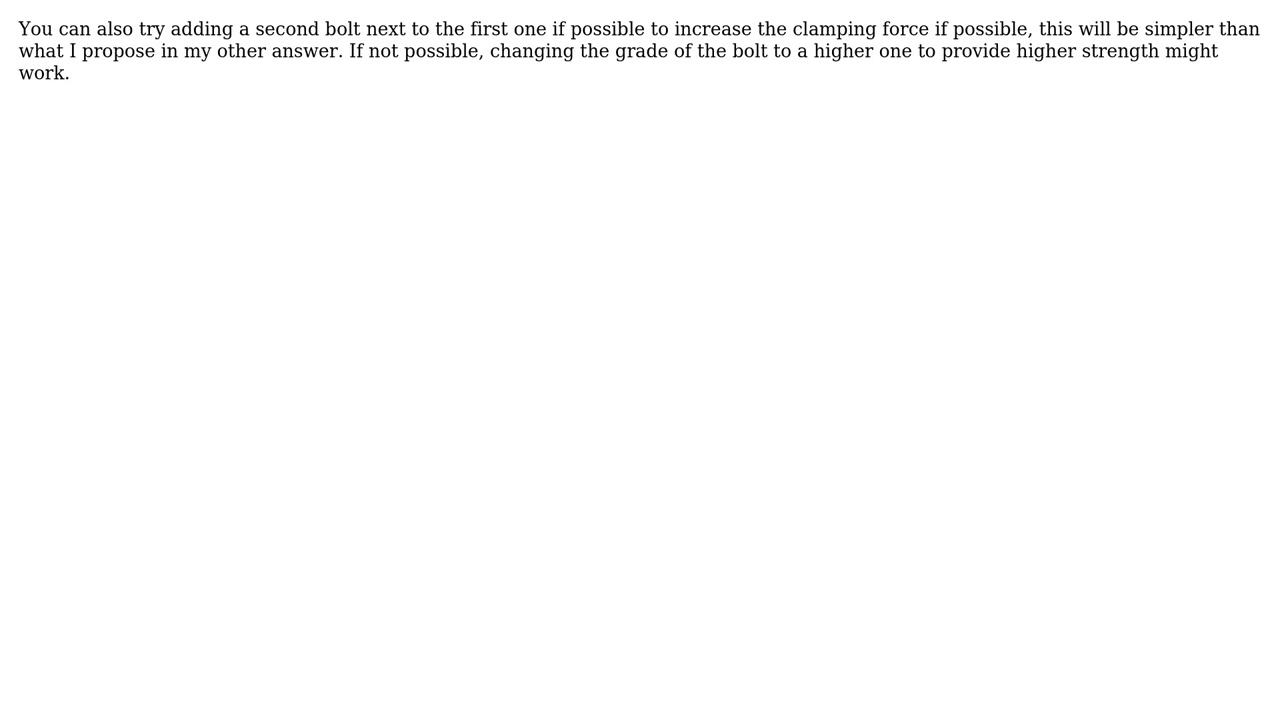 You can also try adding a second bolt next to the first one if possible to increase the clamping force if possible, this will be simpler than
what I propose in my other answer. If not possible, changing the grade of the bolt to a higher one to provide higher strength might
work.